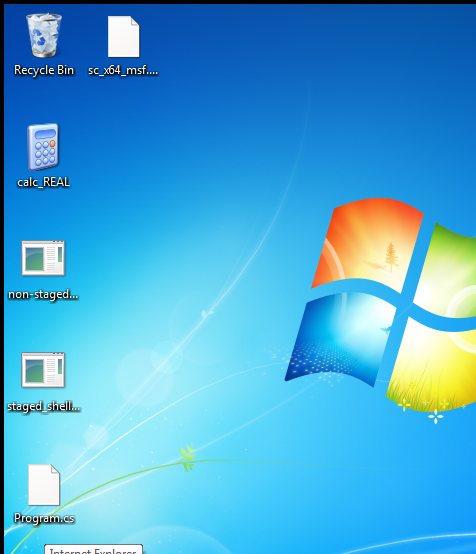 Recycle Bin
sc_x64_msf....
calc_REAL
non-staged...
staged_shell...
Program.cs
Internet Explorer